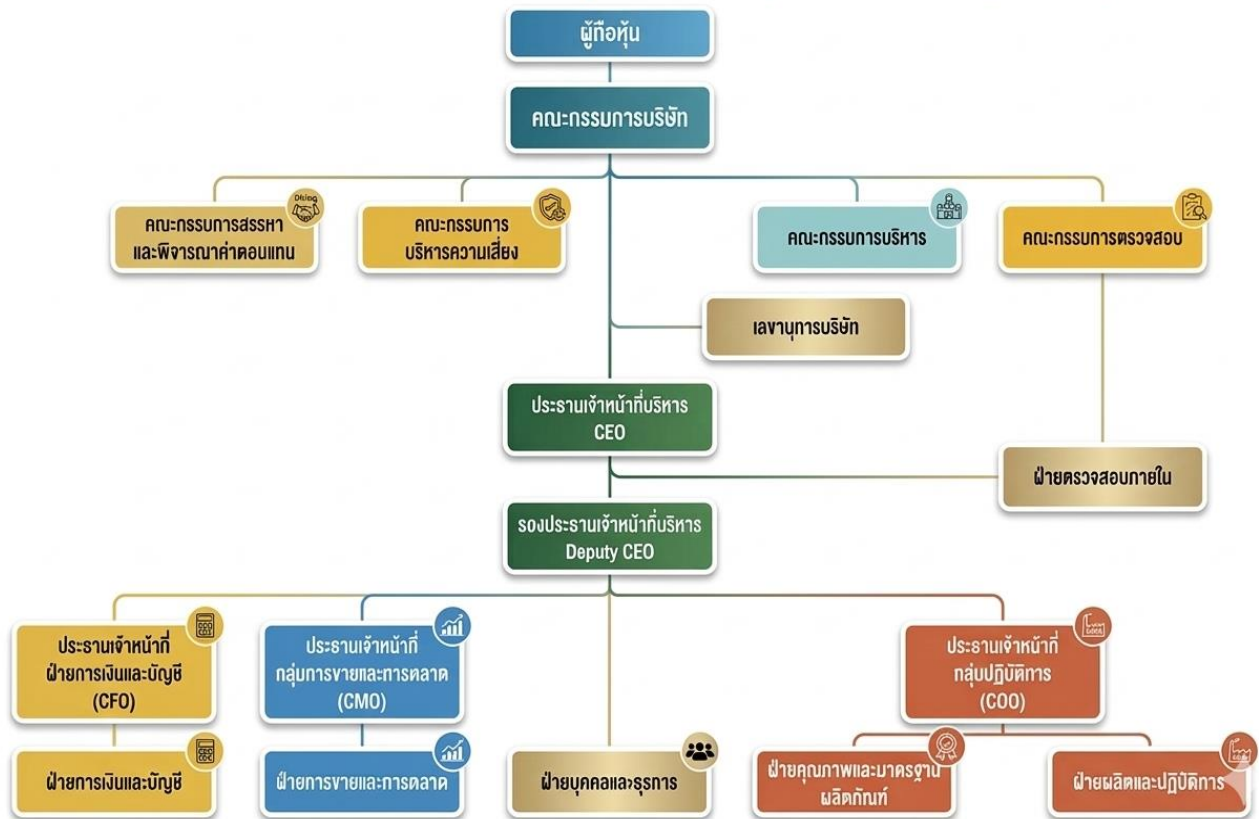 ผู้ถือหุ้น
คณะกรรมการบริษัท
คณะกรรมการสรรหา
และพิจารณาค่าตอบแทน
คณะกรรมการ
บริหารความเสี่ยง
คณะกรรมการบริหาร
คณะกรรมการตรวจสอบ
เลขานุการบริษัท
ประธานเจ้าหน้าที่บริหาร
CEO
ฝ่ายตรวจสอบภายใน
รองประธานเจ้าหน้าที่บริหาร
Deputy CEO
ประธานเจ้าหน้าที่
ฝ่ายการเงินและบัญชี
(CFO)
ประธานเจ้าหน้าที่
กลุ่มการขายและการตลาด
(CMO)
ประธานเจ้าหน้าที่
กลุ่มปฏิบัติการ
(COO)
ฝ่ายการเงินและบัญชี
ฝ่ายการขายและการตลาด
ฝ่ายบุคคลและธุรการ
ฝ่ายคุณภาพและมาตรฐาน
ผลิตภัณฑ์
ฝ่ายผลิตและปฏิบัติการ